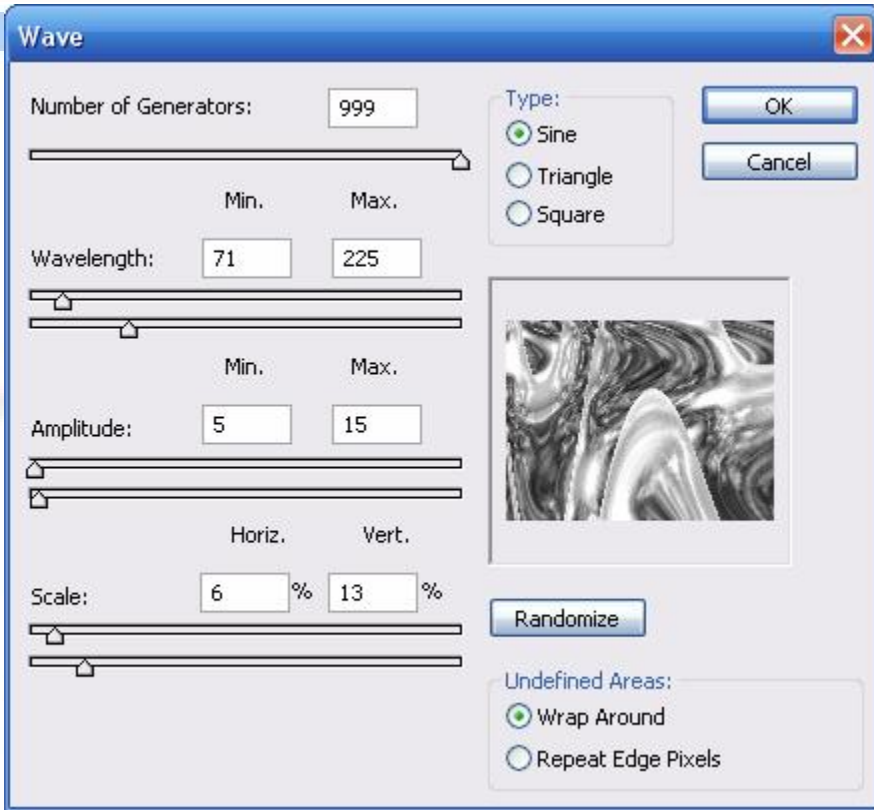 Wave
Number of Generators: 999
Min. Max.
Wavelength: 71 225
Min. Max.
Amplitude: 5 15
Horiz. Vert.
Scale: 6 % 13 %
Type:
Sine
Triangle
Square
OK
Cancel
Randomize
Undefined Areas:
Wrap Around
Repeat Edge Pixels